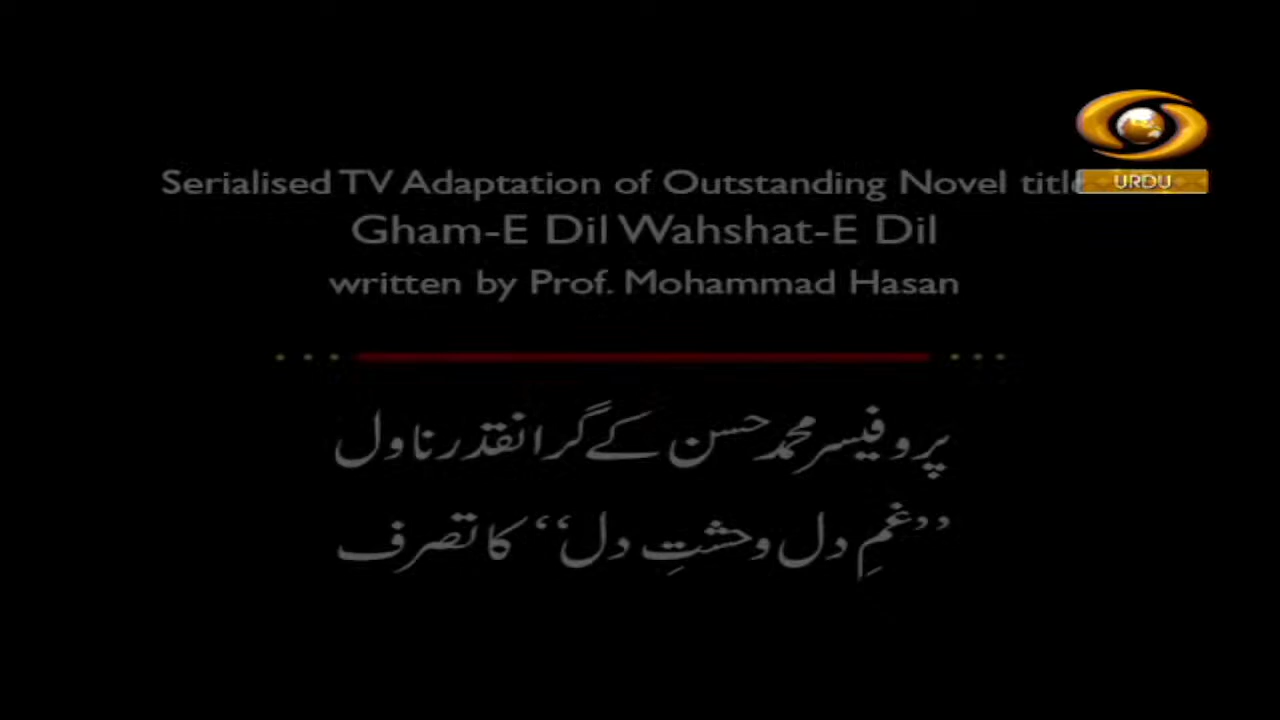 Serialised TV Adaptation of Outstanding Novel
URDU
Gham-E Dil Wahshat-E Dil
written by Prof. Mohammad Hasan
پروفیسر محمد حسن کے گرانقدر ناول
’’غمِ دل وحشتِ دل‘‘ کا تصرف